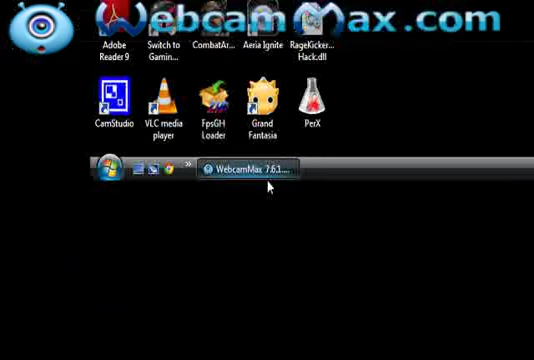 WebcamMax.com
Adobe Reader 9
Switch to Gamin...
CombatAr...
Aeria Ignite
RageKicker... Hack.dll
CamStudio
VLC media player
FpsGH Loader
Grand Fantasia
PerX
WebcamMax 7.6.1....